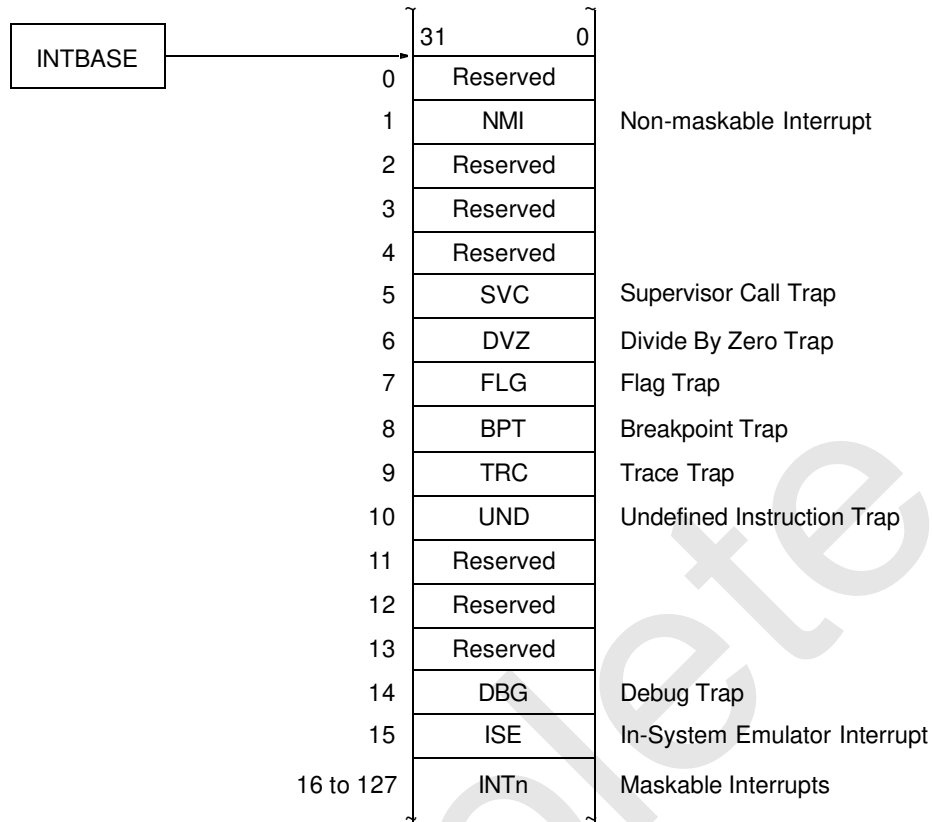 31 0
INTBASE
0 Reserved
1 NMI Non-maskable Interrupt
2 Reserved
3 Reserved
4 Reserved
5 SVC Supervisor Call Trap
6 DVZ Divide By Zero Trap
7 FLG Flag Trap
8 BPT Breakpoint Trap
9 TRC Trace Trap
10 UND Undefined Instruction Trap
11 Reserved
12 Reserved
13 Reserved
14 DBG Debug Trap
15 ISE In-System Emulator Interrupt
16 to 127 INTn Maskable Interrupts
olete